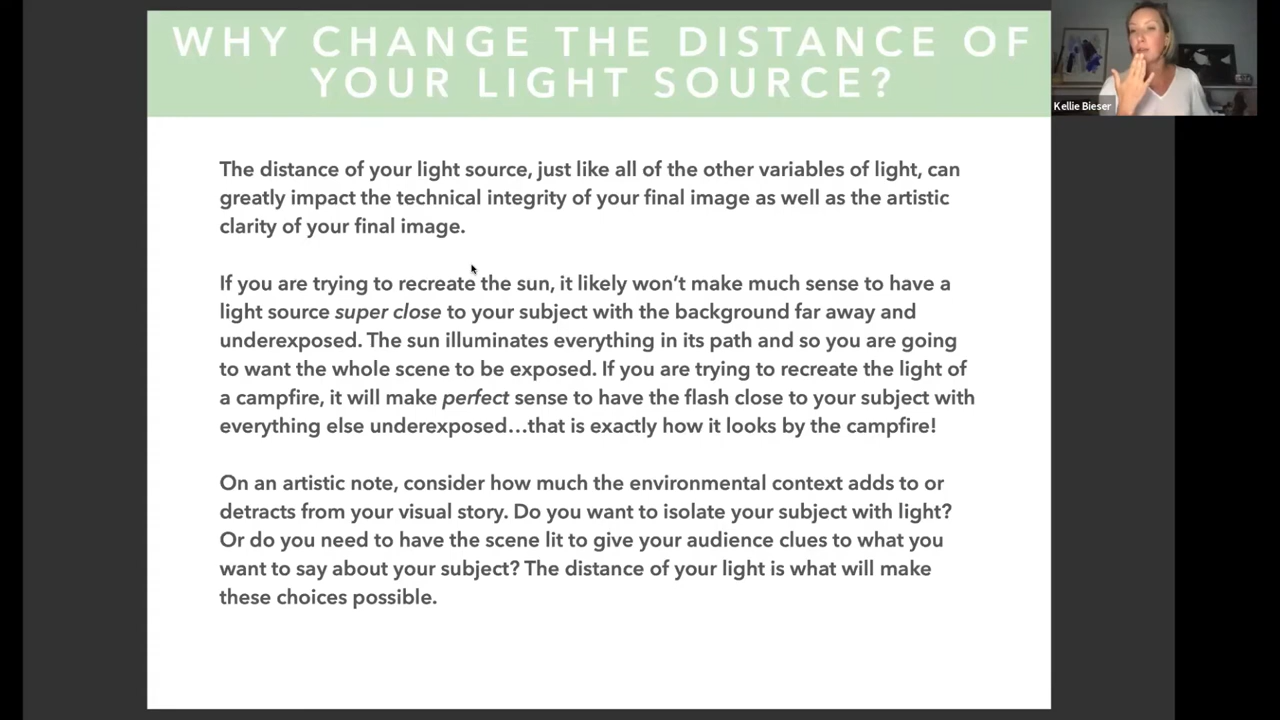 WHY CHANGE THE DISTANCE OF
YOUR LIGHT SOURCE?
Kellie Bieser
The distance of your light source, just like all of the other variables of light, can
greatly impact the technical integrity of your final image as well as the artistic
clarity of your final image.
If you are trying to recreate the sun, it likely won’t make much sense to have a
light source super close to your subject with the background far away and
underexposed. The sun illuminates everything in its path and so you are going
to want the whole scene to be exposed. If you are trying to recreate the light of
a campfire, it will make perfect sense to have the flash close to your subject with
everything else underexposed…that is exactly how it looks by the campfire!
On an artistic note, consider how much the environmental context adds to or
detracts from your visual story. Do you want to isolate your subject with light?
Or do you need to have the scene lit to give your audience clues to what you
want to say about your subject? The distance of your light is what will make
these choices possible.